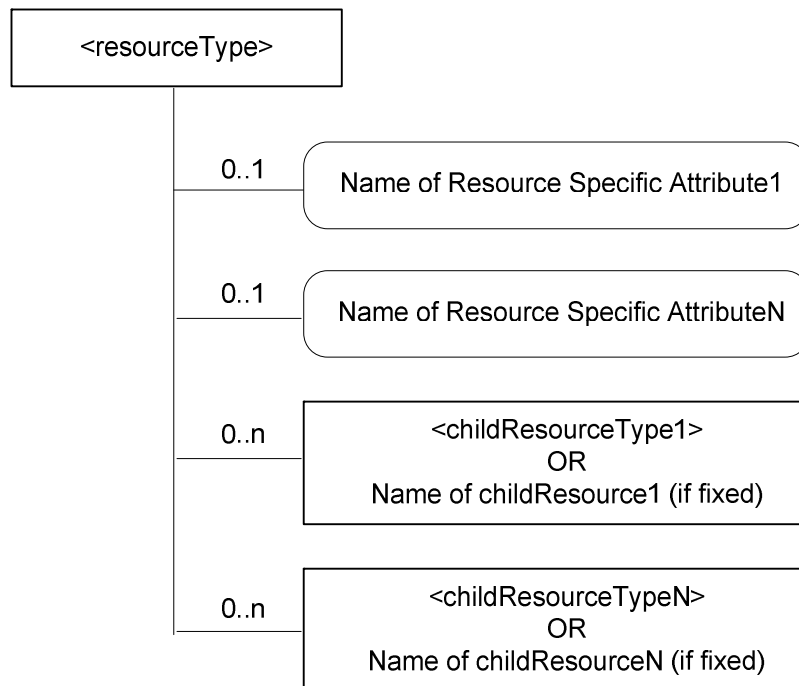 <resourceType>
0..1
Name of Resource Specific Attribute1
0..1
Name of Resource Specific AttributeN
0..n
<childResourceType1>
OR
Name of childResource1 (if fixed)
0..n
<childResourceTypeN>
OR
Name of childResourceN (if fixed)